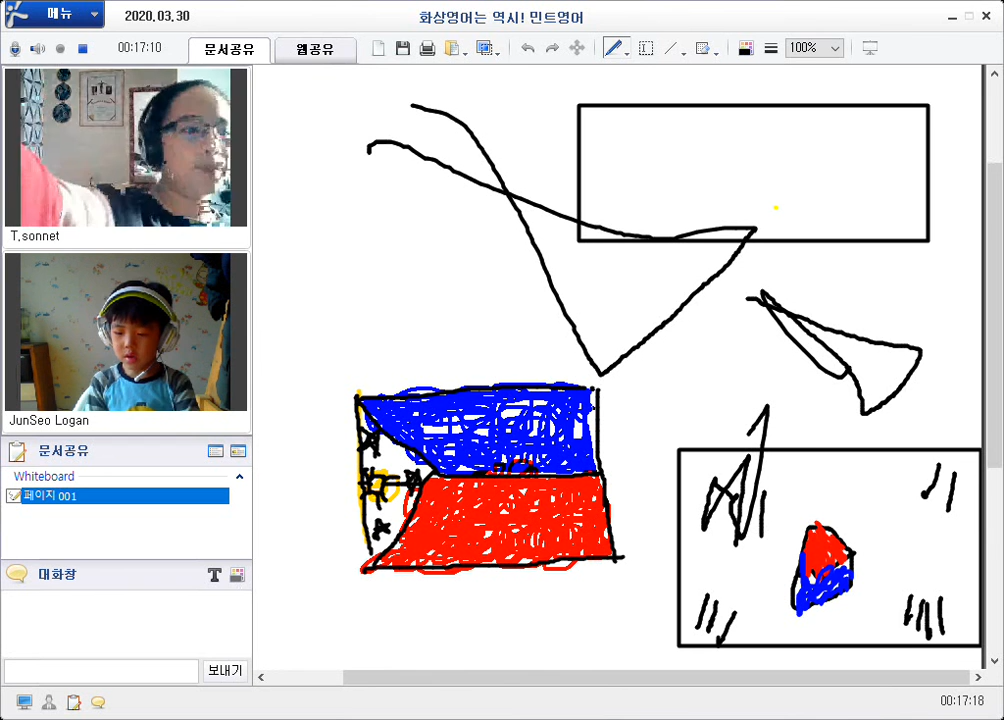 메뉴
2020,03,30
화상영어는 역시! 민트영어
00:17:10
문서공유
웹공유
100%
T.sonnet
JunSeo Logan
문서공유
Whiteboard
페이지 001
대화창
T
보내기
00:17:18